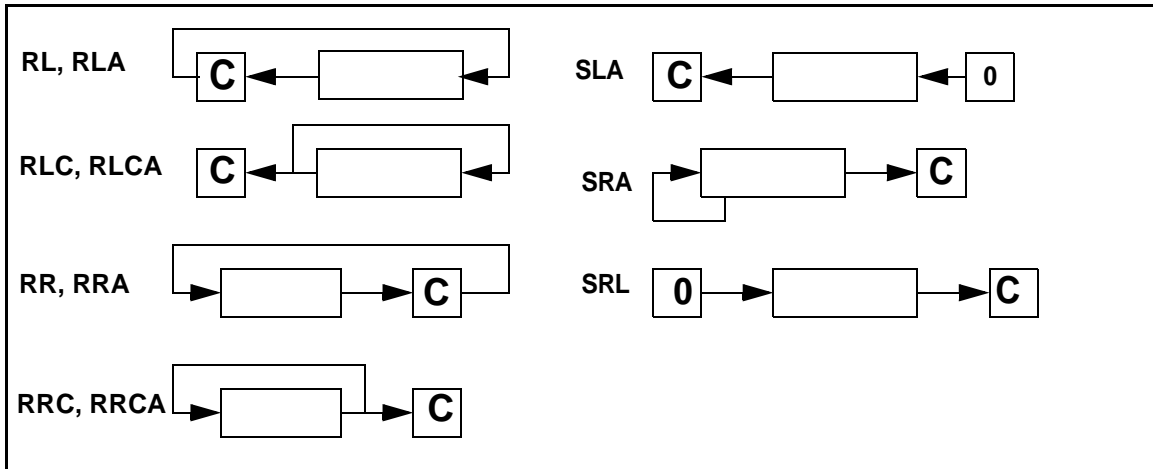 RL, RLA C
RLC, RLCA C
RR, RRA C
RRC, RRCA C
SLA C 0
SRA C
SRL 0 C